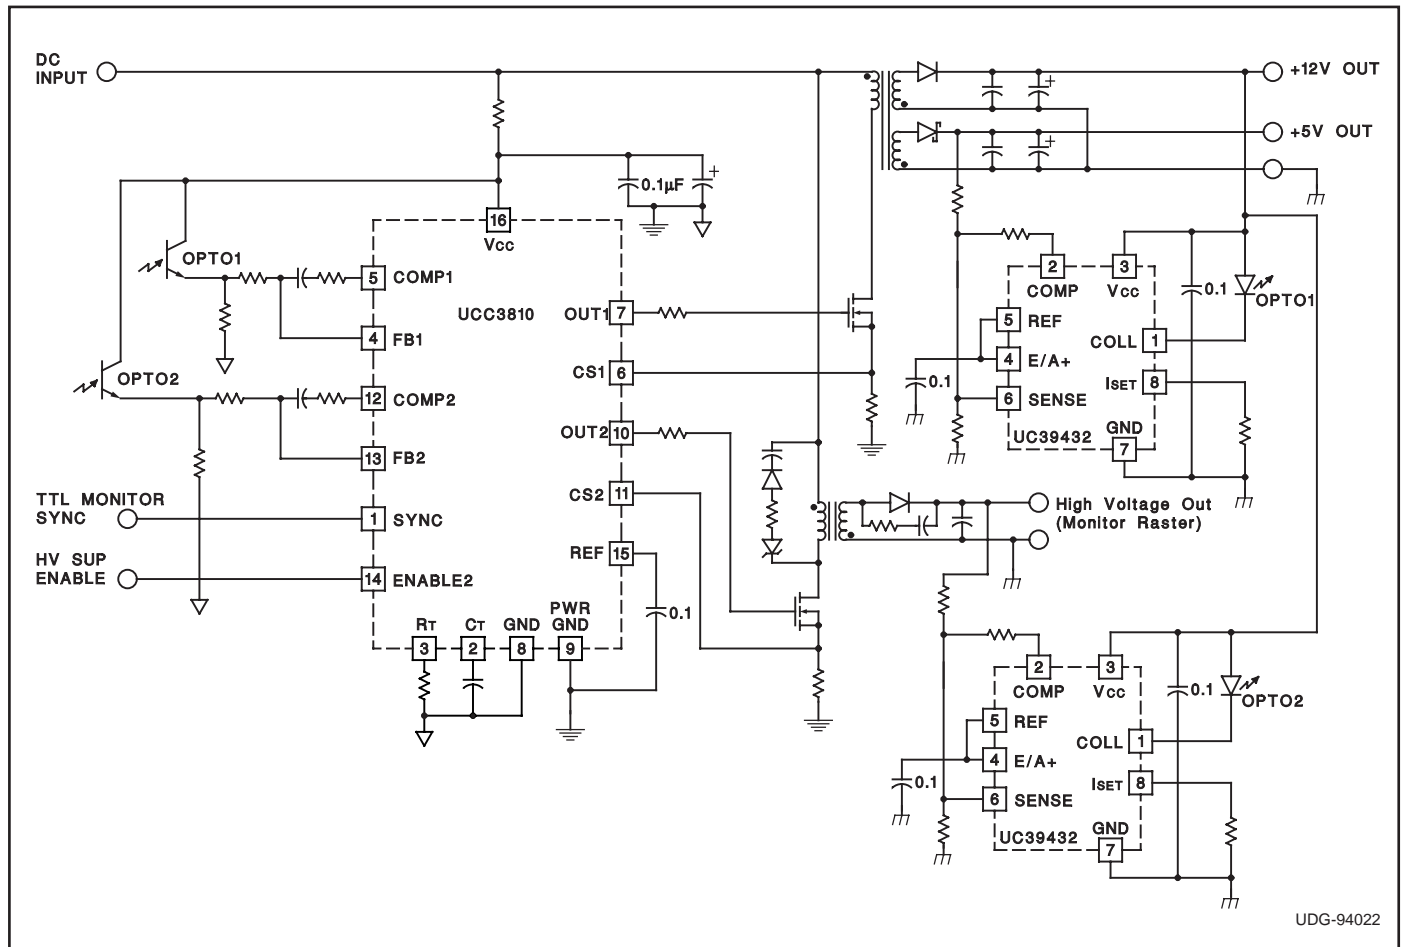 DC
INPUT
+12V OUT
+5V OUT
0.1µF
16
VCC
OPTO1
5 COMP1
UCC3810
OUT1 7
4 FB1
CS1 6
OPTO2
12 COMP2
OUT2 10
13 FB2
CS2 11
TTL MONITOR
SYNC
1 SYNC
REF 15
HV SUP
ENABLE
14 ENABLE2
0.1
RT
CT
GND
PWR
GND
3
2
8
9
2
COMP
3
VCC
0.1
OPTO1
5 REF
COLL 1
4 E/A+
0.1
ISET 8
6 SENSE
GND
UC39432
7
High Voltage Out
(Monitor Raster)
2
COMP
3
VCC
0.1
OPTO2
5 REF
COLL 1
4 E/A+
0.1
ISET 8
6 SENSE
GND
UC39432
7
UDG-94022